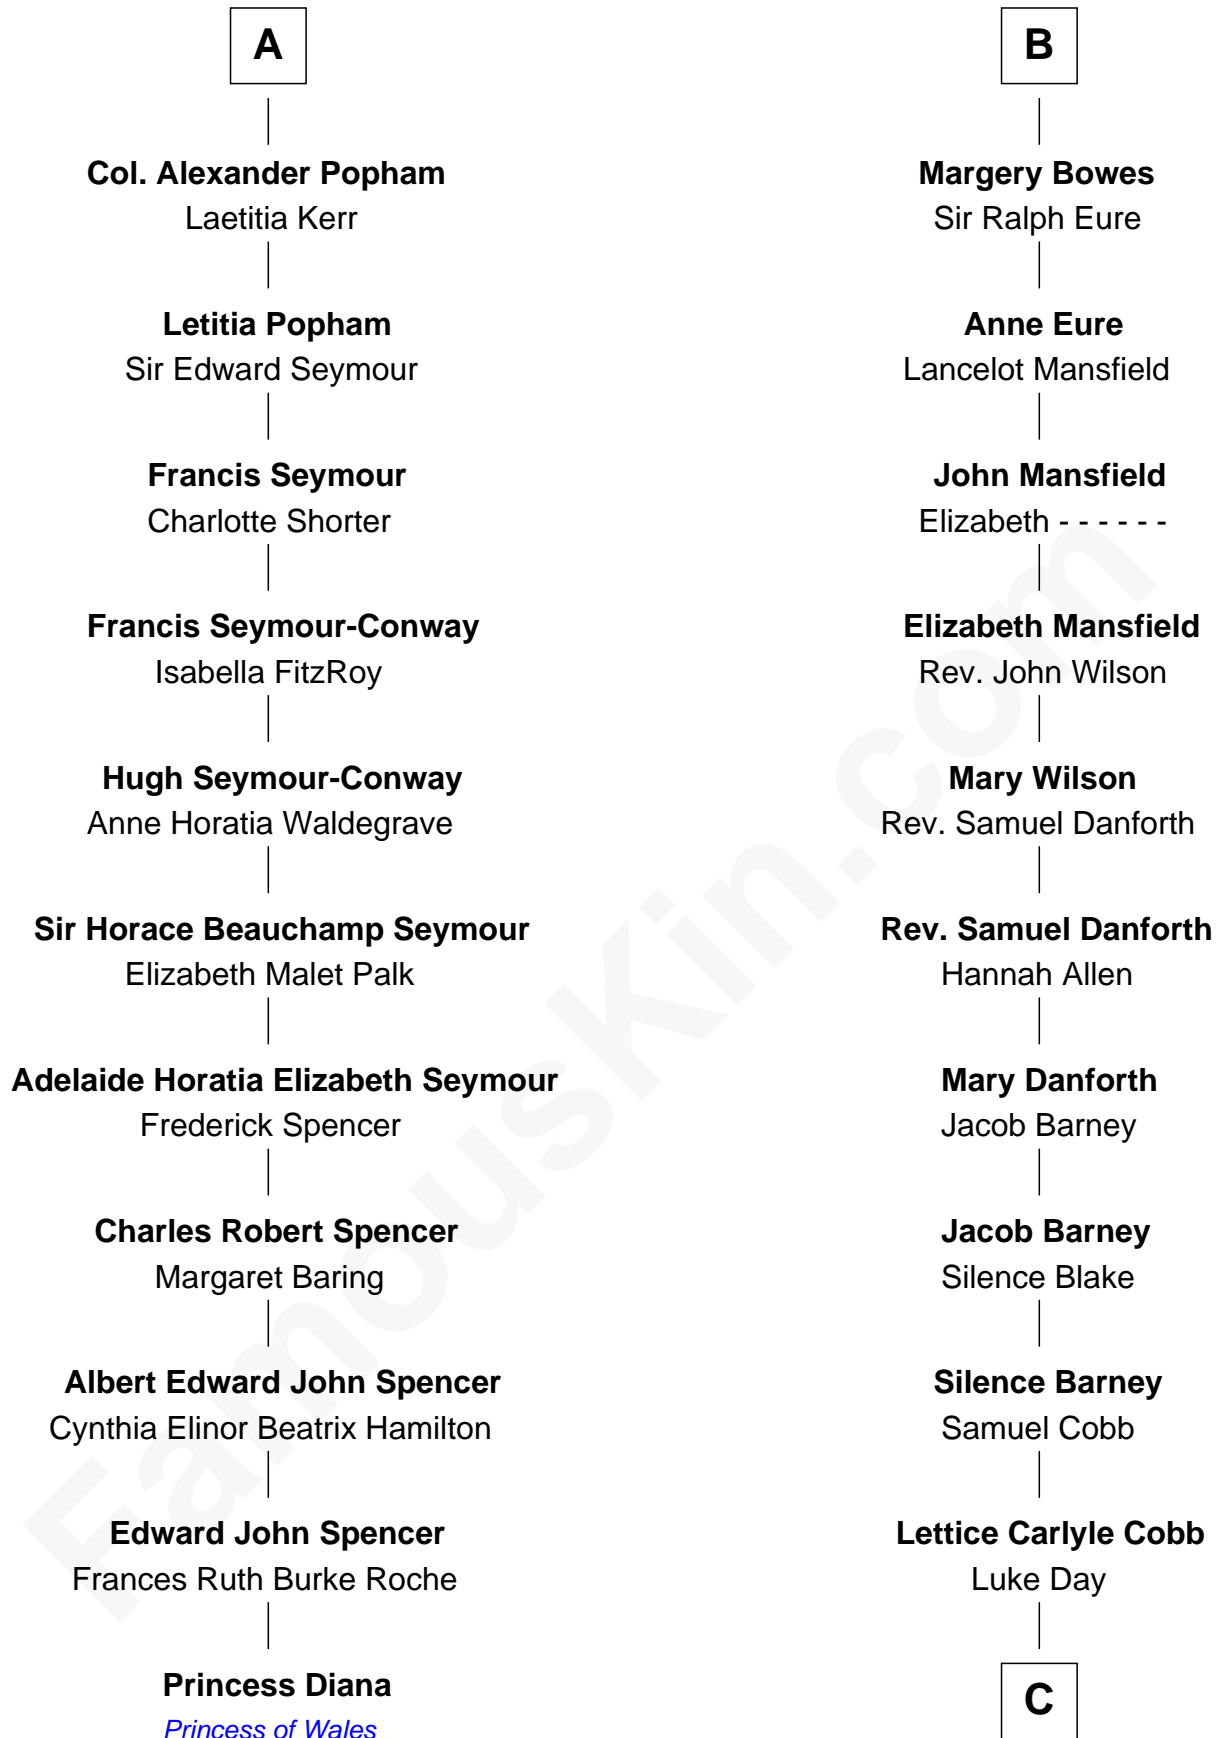 A
Col. Alexander Popham
Laetitia Kerr
Letitia Popham
Sir Edward Seymour
Francis Seymour
Charlotte Shorter
Francis Seymour-Conway
Isabella FitzRoy
Hugh Seymour-Conway
Anne Horatia Waldegrave
Sir Horace Beauchamp Seymour
Elizabeth Malet Palk
Adelaide Horatia Elizabeth Seymour
Frederick Spencer
Charles Robert Spencer
Margaret Baring
Albert Edward John Spencer
Cynthia Elinor Beatrix Hamilton
Edward John Spencer
Frances Ruth Burke Roche
Princess Diana
Princess of Wales
B
Margery Bowes
Sir Ralph Eure
Anne Eure
Lancelot Mansfield
John Mansfield
Elizabeth - - - - - -
Elizabeth Mansfield
Rev. John Wilson
Mary Wilson
Rev. Samuel Danforth
Rev. Samuel Danforth
Hannah Allen
Mary Danforth
Jacob Barney
Jacob Barney
Silence Blake
Silence Barney
Samuel Cobb
Lettice Carlyle Cobb
Luke Day
C
FamousKin.com